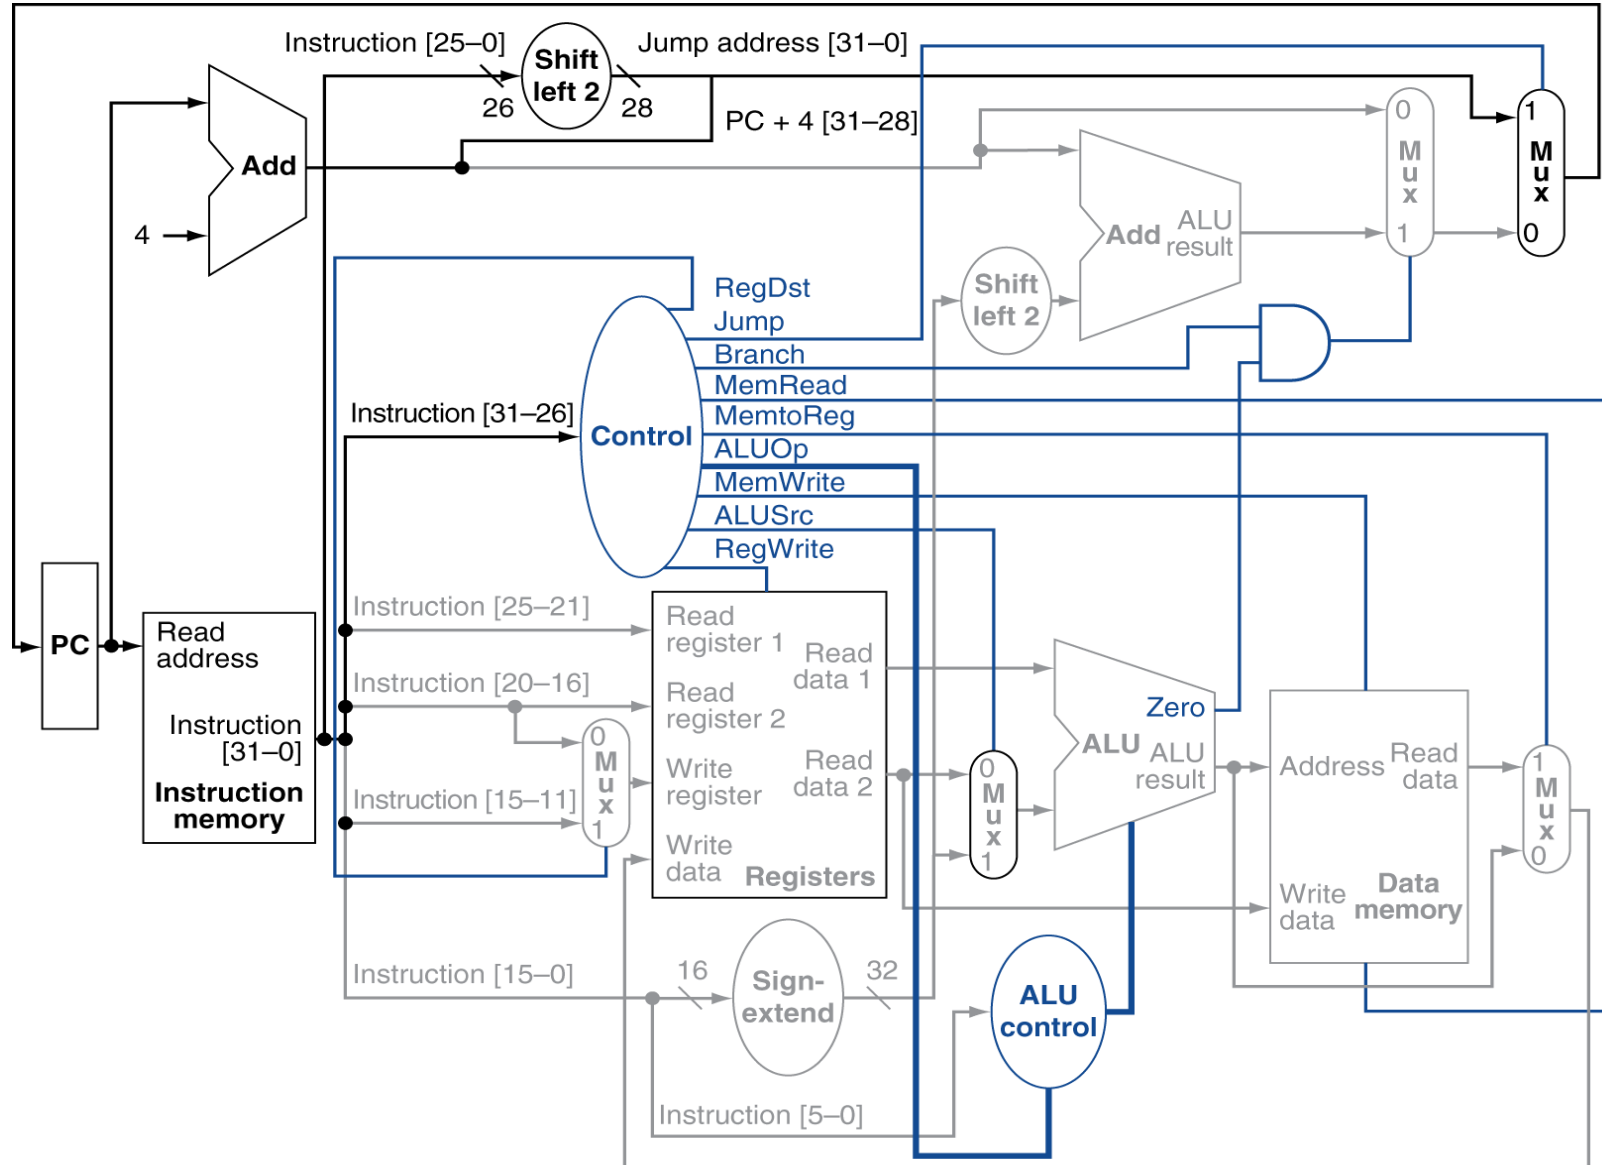 Instruction [25–0]
Shift
left 2
Jump address [31–0]
26
28
PC + 4 [31–28]
Add
4
0
M
u
x
1
1
M
u
x
0
Add
ALU
result
Shift
left 2
RegDst
Jump
Branch
MemRead
MemtoReg
ALUOp
MemWrite
ALUSrc
RegWrite
Instruction [31–26]
Control
PC
Read
address
Instruction
[31–0]
Instruction
memory
Instruction [25–21]
Instruction [20–16]
Instruction [15–11]
0
M
u
x
1
Read
register 1
Read
register 2
Write
register
Write
data
Read
data 1
Read
data 2
Registers
0
M
u
x
1
Zero
ALU
ALU
result
Address
Read
data
Write
data
Data
memory
1
M
u
x
0
Instruction [15–0]
16
Sign-
extend
32
ALU
control
Instruction [5–0]